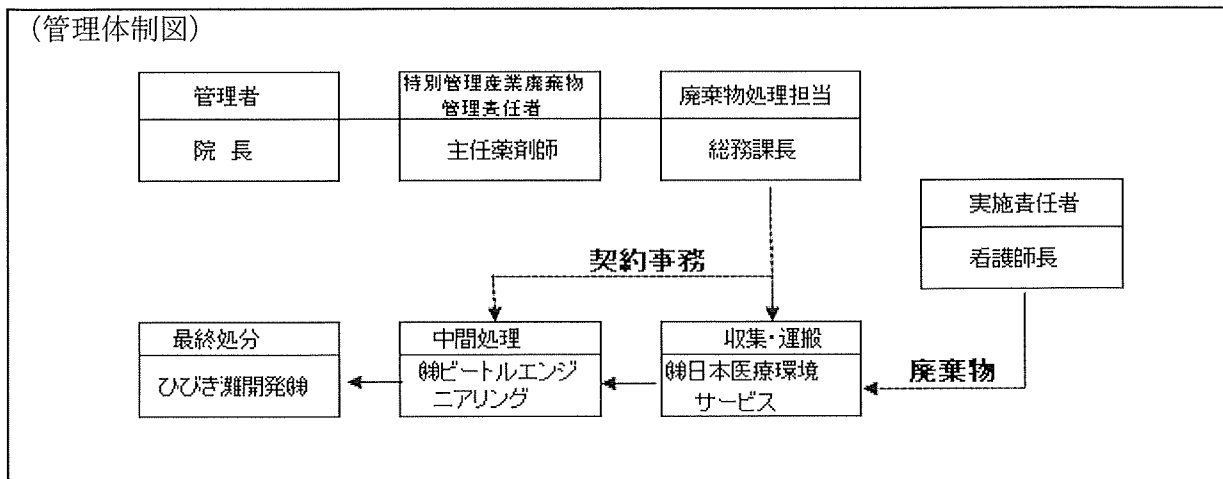 (管理体制図)
管理者
院 長
特別管理産業廃棄物
管理責任者
主任薬剤師
廃棄物処理担当
総務課長
実施責任者
看護師長
契約事務
最終処分
ひびき灘開発㈱
中間処理
㈱ビートルエンジ
ニアリング
収集・運搬
㈱日本医療環境
サービス
廃棄物